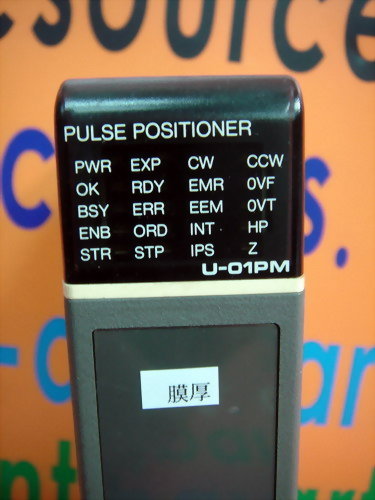 esource
PULSE POSITIONER
PWR EXP CW CCW
OK RDY EMR 0VF
BSY ERR EEM 0VT
ENB ORD INT HP
STR STP IPS Z
U-01PM
膜厚